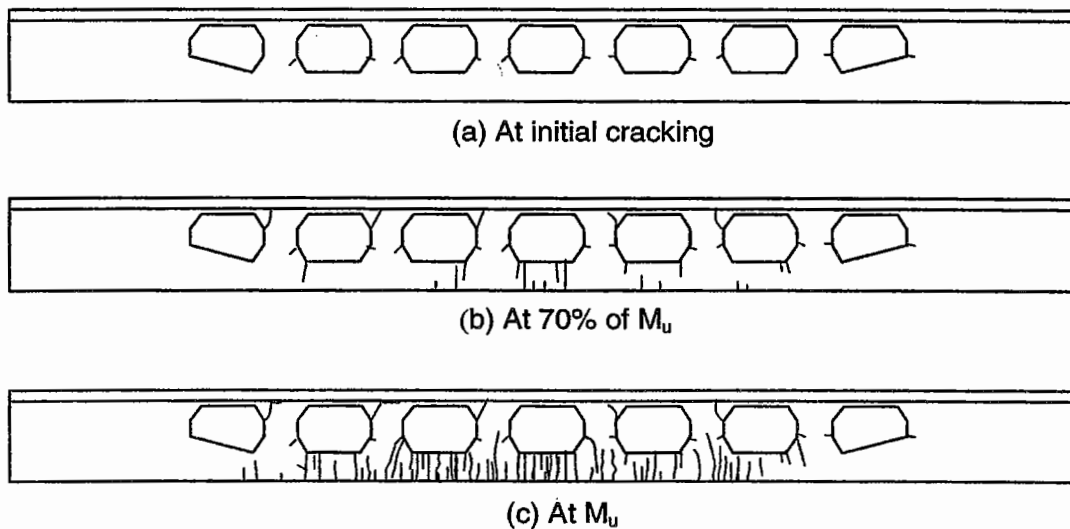 (a) At initial cracking
(b) At 70% of Mᵤ
(c) At Mᵤ